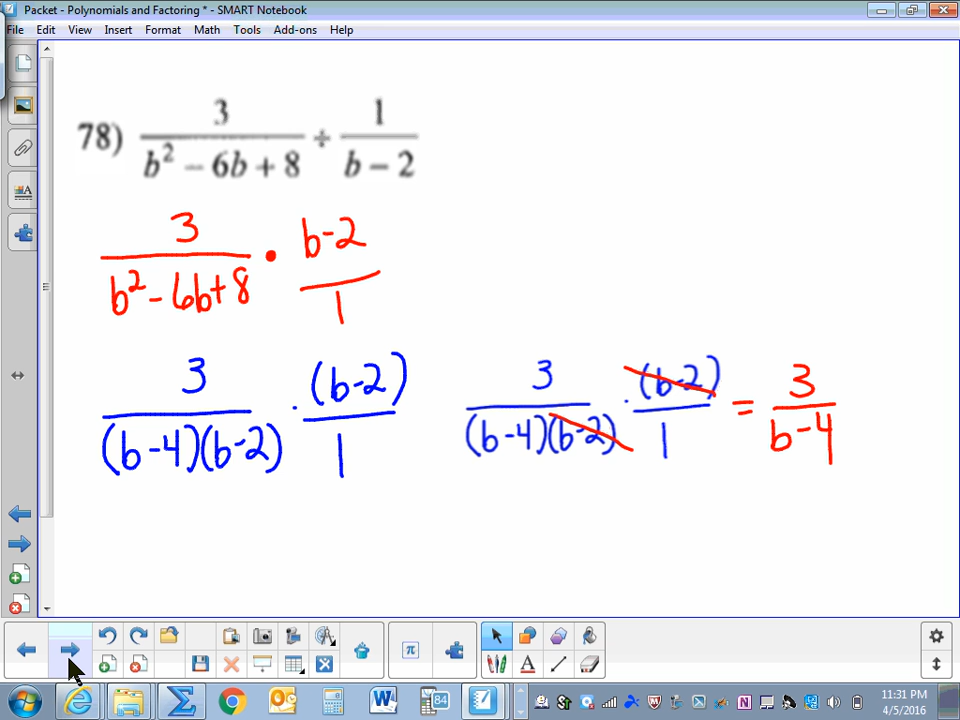 Packet - Polynomials and Factoring * - SMART Notebook
File Edit View Insert Format Math Tools Add-ons Help
78) 3 / (b² − 6b + 8) ÷ 1 / (b − 2)
3 / (b² - 6b + 8) • (b-2) / 1
3 / ((b-4)(b-2)) · (b-2) / 1
3 / ((b-4)(b-2)) · (b-2) / 1 = 3 / (b-4)
π
A
84
11:31 PM
4/5/2016